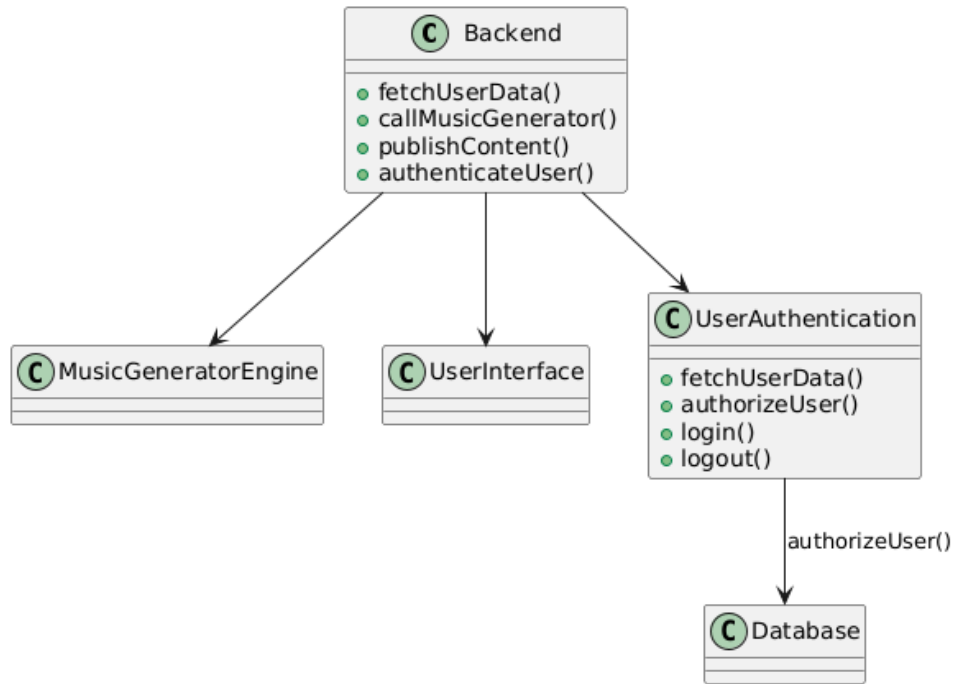 C Backend
fetchUserData()
callMusicGenerator()
publishContent()
authenticateUser()
C MusicGeneratorEngine
C UserInterface
C UserAuthentication
fetchUserData()
authorizeUser()
login()
logout()
authorizeUser()
C Database